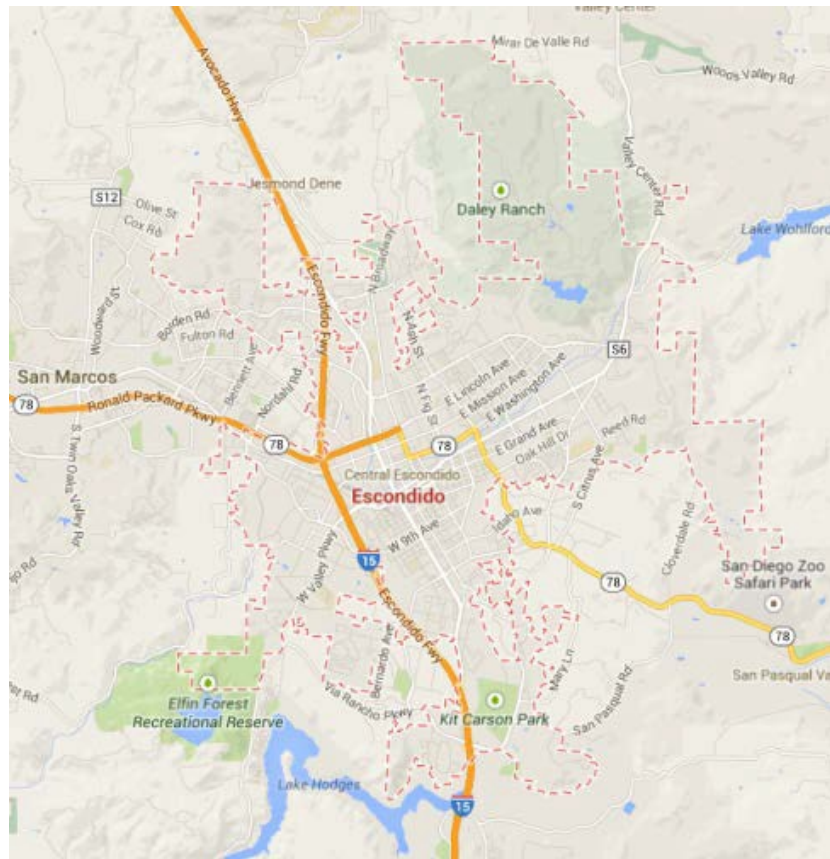 Valley Center
Mirar De Valle Rd
Woods Valley Rd
Avocado Hwy
Valley Center Rd
Jesmond Dene
S12
Olive St
Cox Rd
Daley Ranch
Lake Wohlford
N Broadway
Escondido Fwy
S Woodward
Borden Rd
Fulton Rd
N Ash St
Bennett Ave
Nordahl Rd
S6
San Marcos
E Lincoln Ave
E Mission Ave
E Washington Ave
N Fig St
78
Ronald Packard Pkwy
78
78
E Grand Ave
Oak Hill Dr
Reed Rd
S Twin Oaks
Valley Rd
Central Escondido
Escondido
S Citrus Ave
Idaho Ave
W 9th Ave
Cloverdale Rd
15
W Valley Pkwy
San Diego Zoo
Safari Park
78
Escondido Fwy
78
Bernardo Ave
Mary Ln
San Pasqual Va
Elfin Forest
Recreational Reserve
Via Rancho Pkwy
Kit Carson Park
San Pasqual Rd
Lake Hodges
15